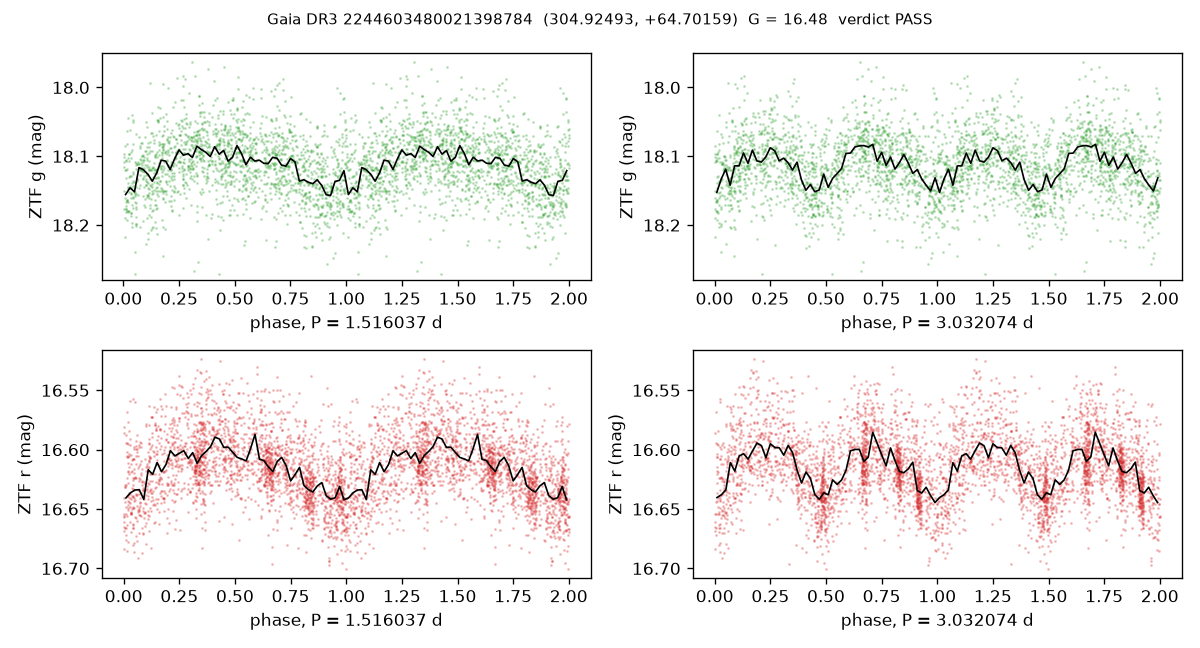 Gaia DR3 2244603480021398784 (304.92493, +64.70159) G = 16.48 verdict PASS
ZTF g (mag)
18.0
18.1
18.2
0.00 0.25 0.50 0.75 1.00 1.25 1.50 1.75 2.00
phase, P = 1.516037 d
ZTF g (mag)
18.0
18.1
18.2
0.00 0.25 0.50 0.75 1.00 1.25 1.50 1.75 2.00
phase, P = 3.032074 d
ZTF r (mag)
16.55
16.60
16.65
16.70
0.00 0.25 0.50 0.75 1.00 1.25 1.50 1.75 2.00
phase, P = 1.516037 d
ZTF r (mag)
16.55
16.60
16.65
16.70
0.00 0.25 0.50 0.75 1.00 1.25 1.50 1.75 2.00
phase, P = 3.032074 d